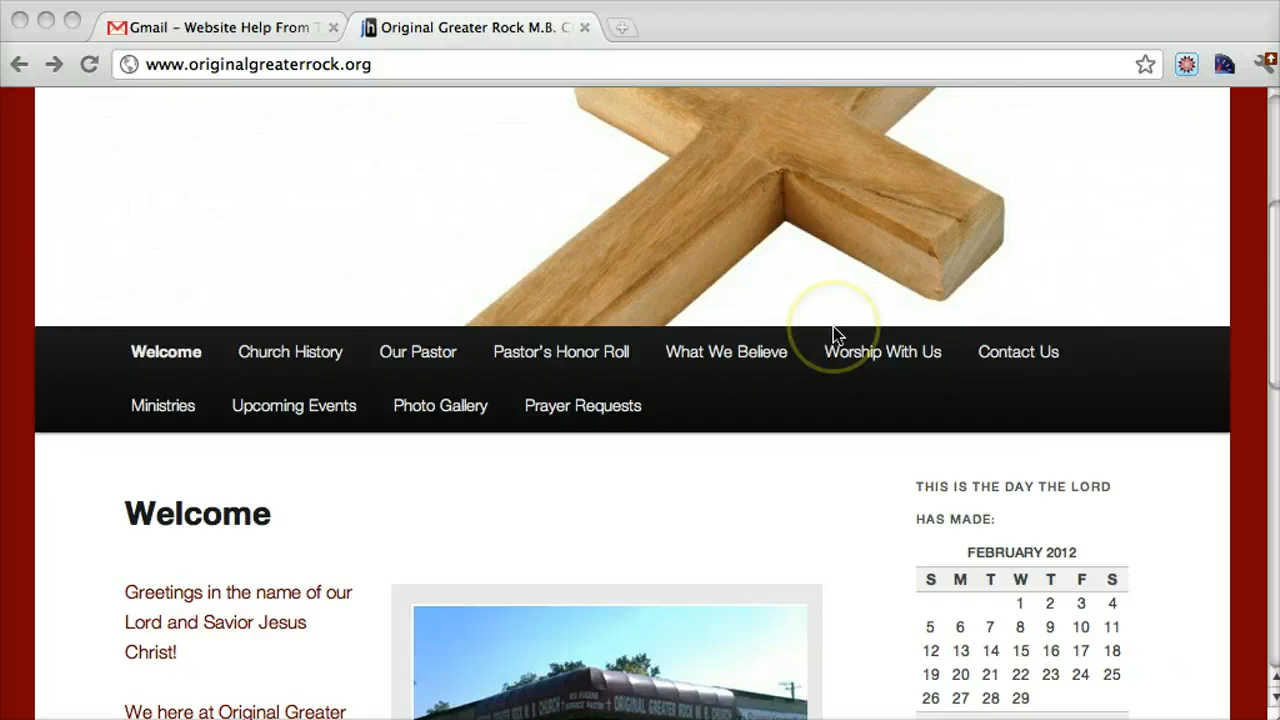 Gmail - Website Help From T
Original Greater Rock M.B. C
www.originalgreaterrock.org
Welcome Church History Our Pastor Pastor's Honor Roll What We Believe Worship With Us Contact Us
Ministries Upcoming Events Photo Gallery Prayer Requests
Welcome
Greetings in the name of our
Lord and Savior Jesus
Christ!
We here at Original Greater
ORIGINAL GREATER ROCK M. B. CHURCH
THIS IS THE DAY THE LORD
HAS MADE:
FEBRUARY 2012
S M T W T F S
1 2 3 4
5 6 7 8 9 10 11
12 13 14 15 16 17 18
19 20 21 22 23 24 25
26 27 28 29